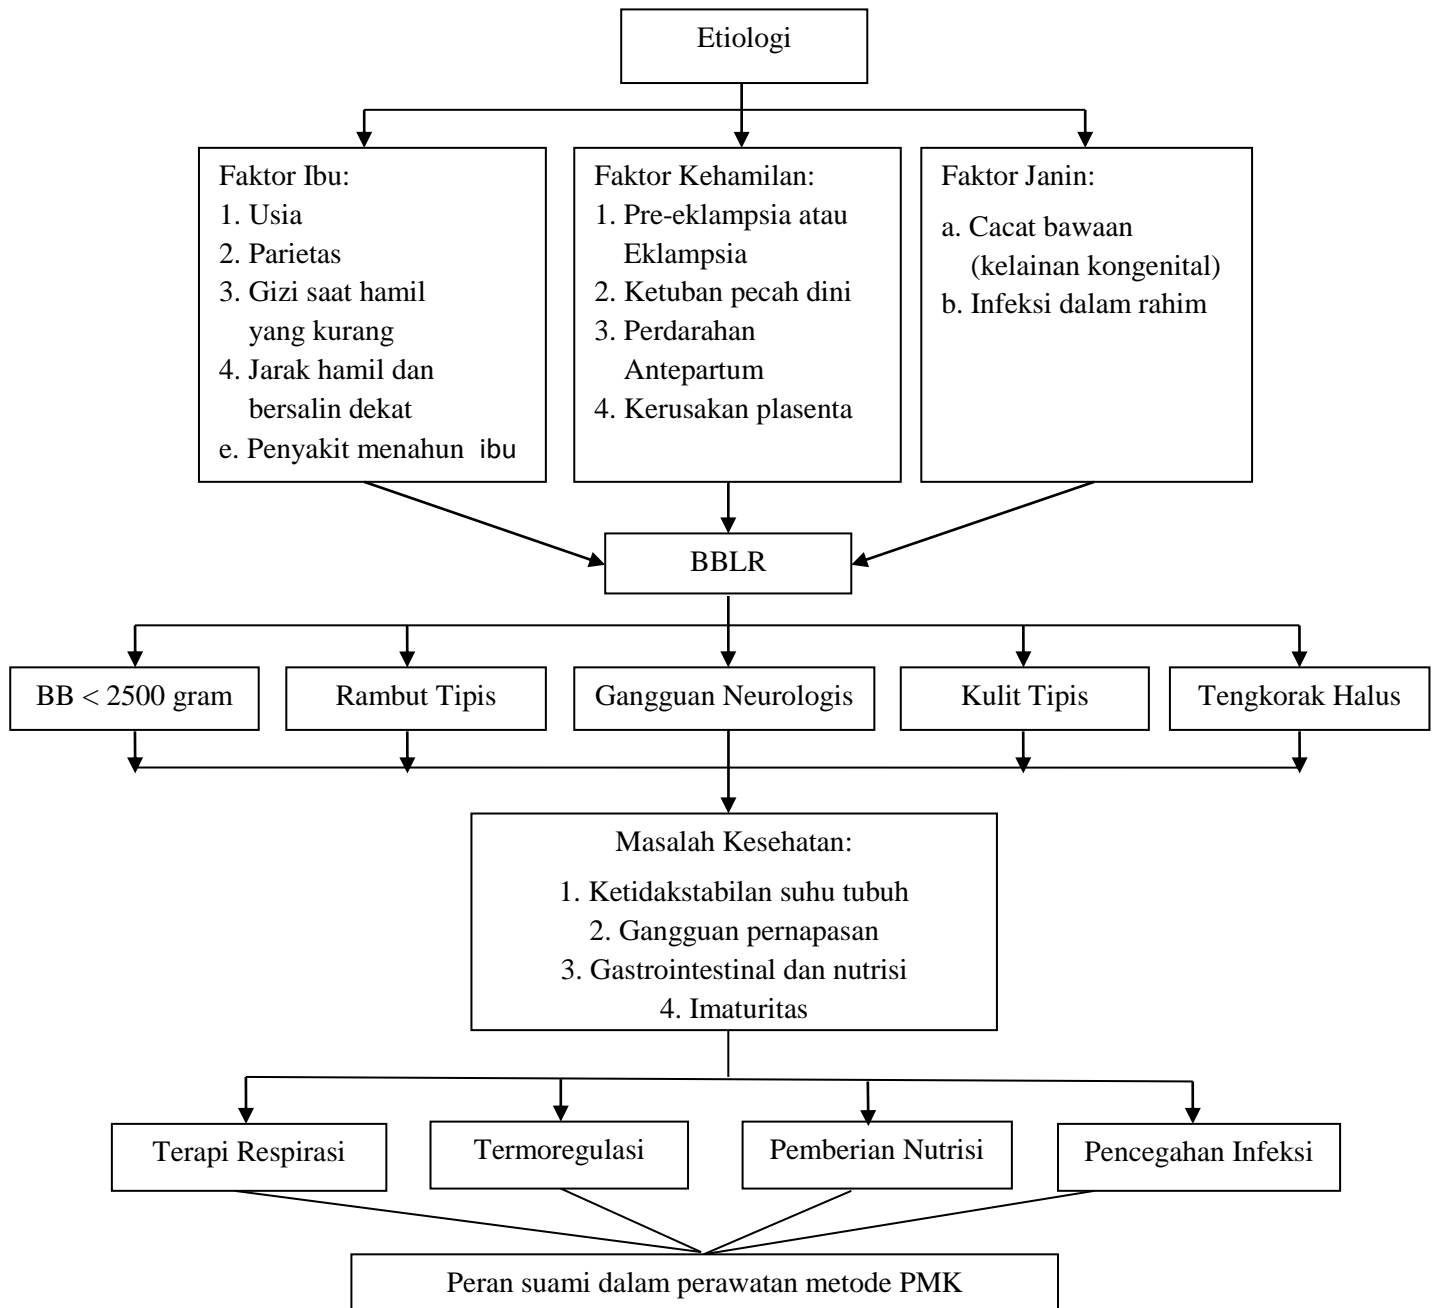 Etiologi
Faktor Ibu:
1. Usia
2. Parietas
3. Gizi saat hamil
yang kurang
4. Jarak hamil dan
bersalin dekat
e. Penyakit menahun ibu
Faktor Kehamilan:
1. Pre-eklampsia atau
Eklampsia
2. Ketuban pecah dini
3. Perdarahan
Antepartum
4. Kerusakan plasenta
Faktor Janin:
a. Cacat bawaan
(kelainan kongenital)
b. Infeksi dalam rahim
BBLR
BB < 2500 gram
Rambut Tipis
Gangguan Neurologis
Kulit Tipis
Tengkorak Halus
Masalah Kesehatan:
1. Ketidakstabilan suhu tubuh
2. Gangguan pernapasan
3. Gastrointestinal dan nutrisi
4. Imaturitas
Terapi Respirasi
Termoregulasi
Pemberian Nutrisi
Pencegahan Infeksi
Peran suami dalam perawatan metode PMK